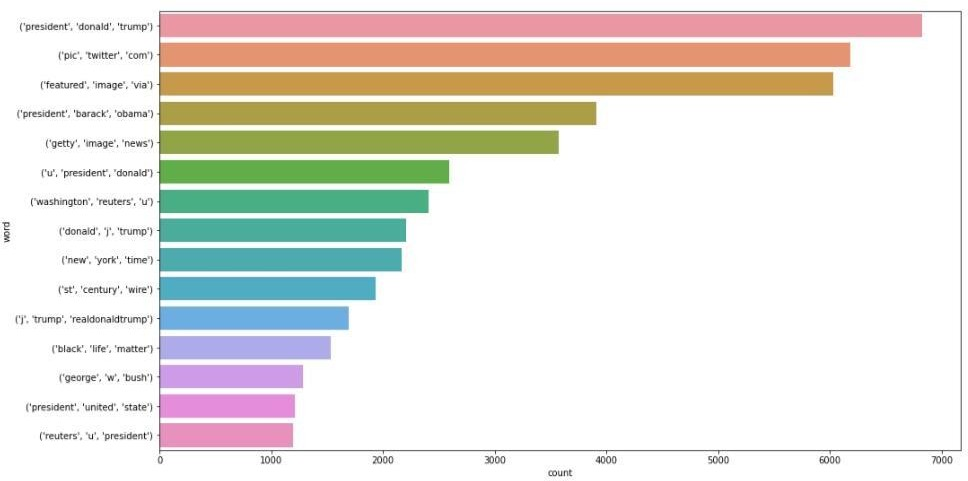 ('president', 'donald', 'trump')
('pic', 'twitter', 'com')
('featured', 'image', 'via')
('president', 'barack', 'obama')
('getty', 'image', 'news')
('u', 'president', 'donald')
('washington', 'reuters', 'u')
('donald', 'j', 'trump')
('new', 'york', 'time')
('st', 'century', 'wire')
('j', 'trump', 'realdonaldtrump')
('black', 'life', 'matter')
('george', 'w', 'bush')
('president', 'united', 'state')
('reuters', 'u', 'president')
word
0 1000 2000 3000 4000 5000 6000 7000
count